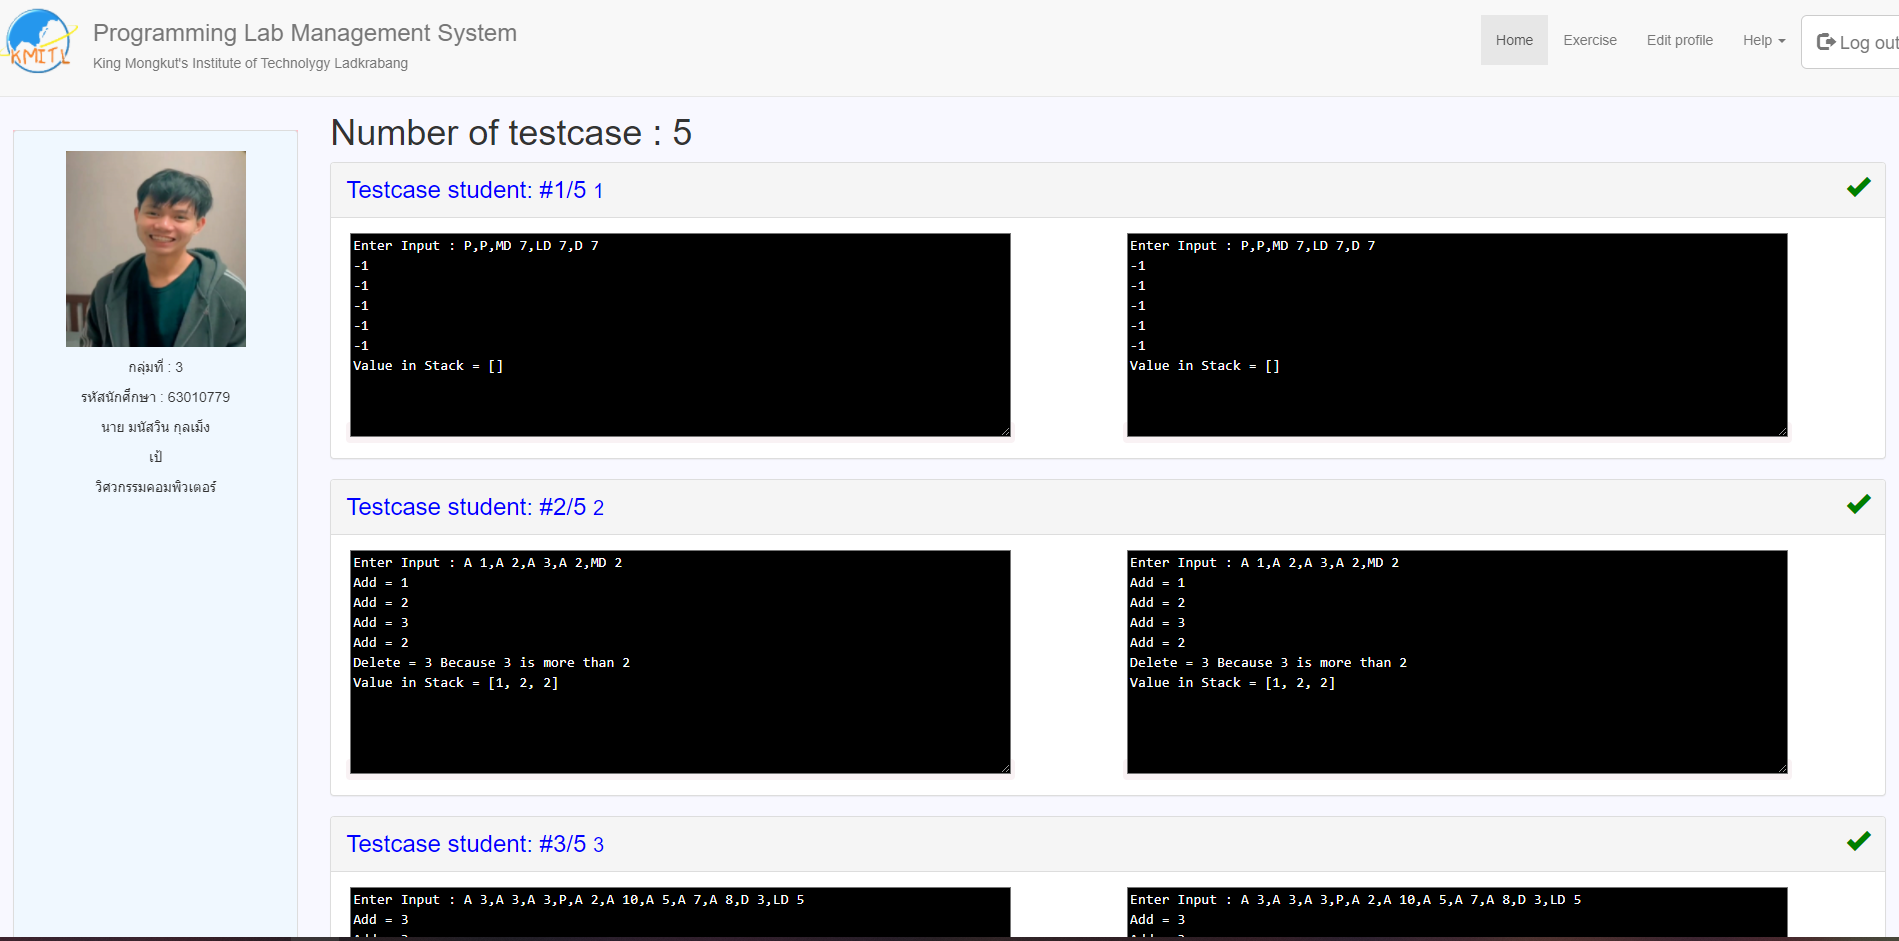 KMITL
Programming Lab Management System
King Mongkut's Institute of Technolygy Ladkrabang
Home
Exercise
Edit profile
Help
Log out
กลุ่มที่ : 3
รหัสนักศึกษา : 63010779
นาย มนัสวิน กุลเม็ง
เป้
วิศวกรรมคอมพิวเตอร์
Number of testcase : 5
Testcase student: #1/5 1
Enter Input : P,P,MD 7,LD 7,D 7
-1
-1
-1
-1
-1
Value in Stack = []
Enter Input : P,P,MD 7,LD 7,D 7
-1
-1
-1
-1
-1
Value in Stack = []
Testcase student: #2/5 2
Enter Input : A 1,A 2,A 3,A 2,MD 2
Add = 1
Add = 2
Add = 3
Add = 2
Delete = 3 Because 3 is more than 2
Value in Stack = [1, 2, 2]
Enter Input : A 1,A 2,A 3,A 2,MD 2
Add = 1
Add = 2
Add = 3
Add = 2
Delete = 3 Because 3 is more than 2
Value in Stack = [1, 2, 2]
Testcase student: #3/5 3
Enter Input : A 3,A 3,A 3,P,A 2,A 10,A 5,A 7,A 8,D 3,LD 5
Add = 3
Enter Input : A 3,A 3,A 3,P,A 2,A 10,A 5,A 7,A 8,D 3,LD 5
Add = 3